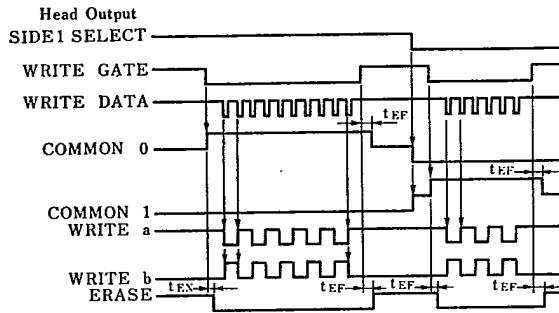 Head Output
SIDE1 SELECT
WRITE GATE
WRITE DATA
tEF
COMMON 0
tEF
COMMON 1
WRITE a
WRITE b
tEX tEF tEF tEF
ERASE